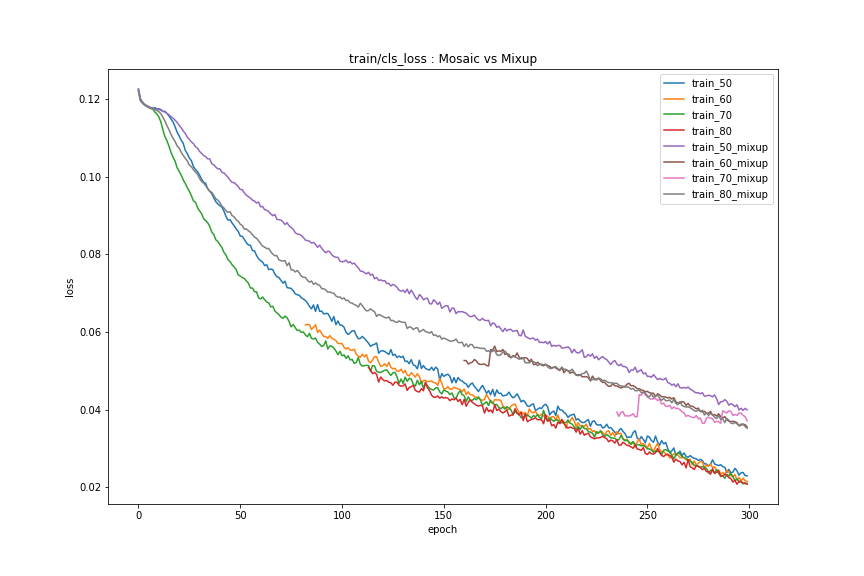 train/cls_loss : Mosaic vs Mixup
train_50
train_60
train_70
train_80
train_50_mixup
train_60_mixup
train_70_mixup
train_80_mixup
0.12
0.10
0.08
0.06
0.04
0.02
loss
0 50 100 150 200 250 300
epoch